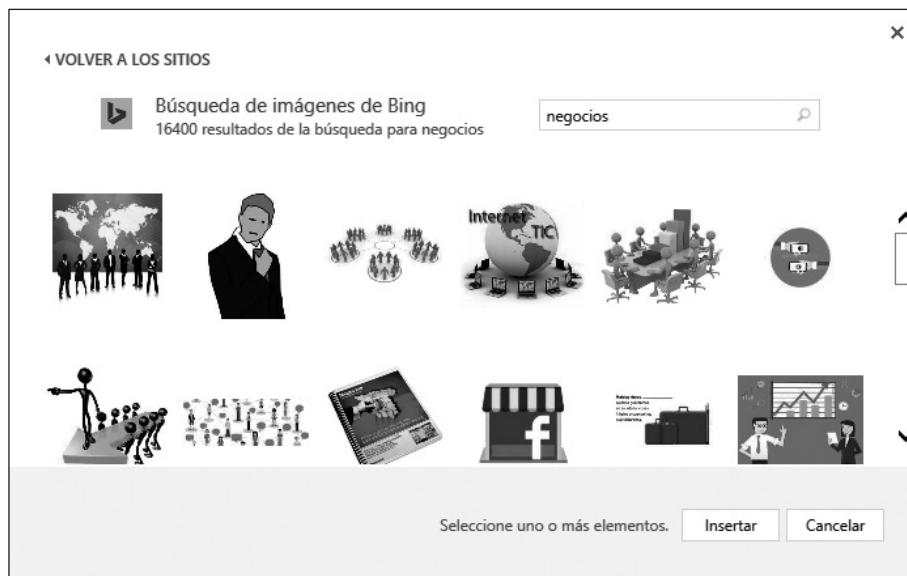 VOLVER A LOS SITIOS
Búsqueda de imágenes de Bing
16400 resultados de la búsqueda para negocios
negocios
Internet
TIC
f
Seleccione uno o más elementos.
Insertar
Cancelar